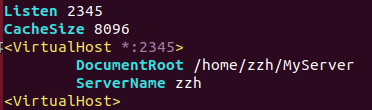 Listen 2345
CacheSize 8096
<VirtualHost *:2345>
DocumentRoot /home/zzh/MyServer
ServerName zzh
<VirtualHost>